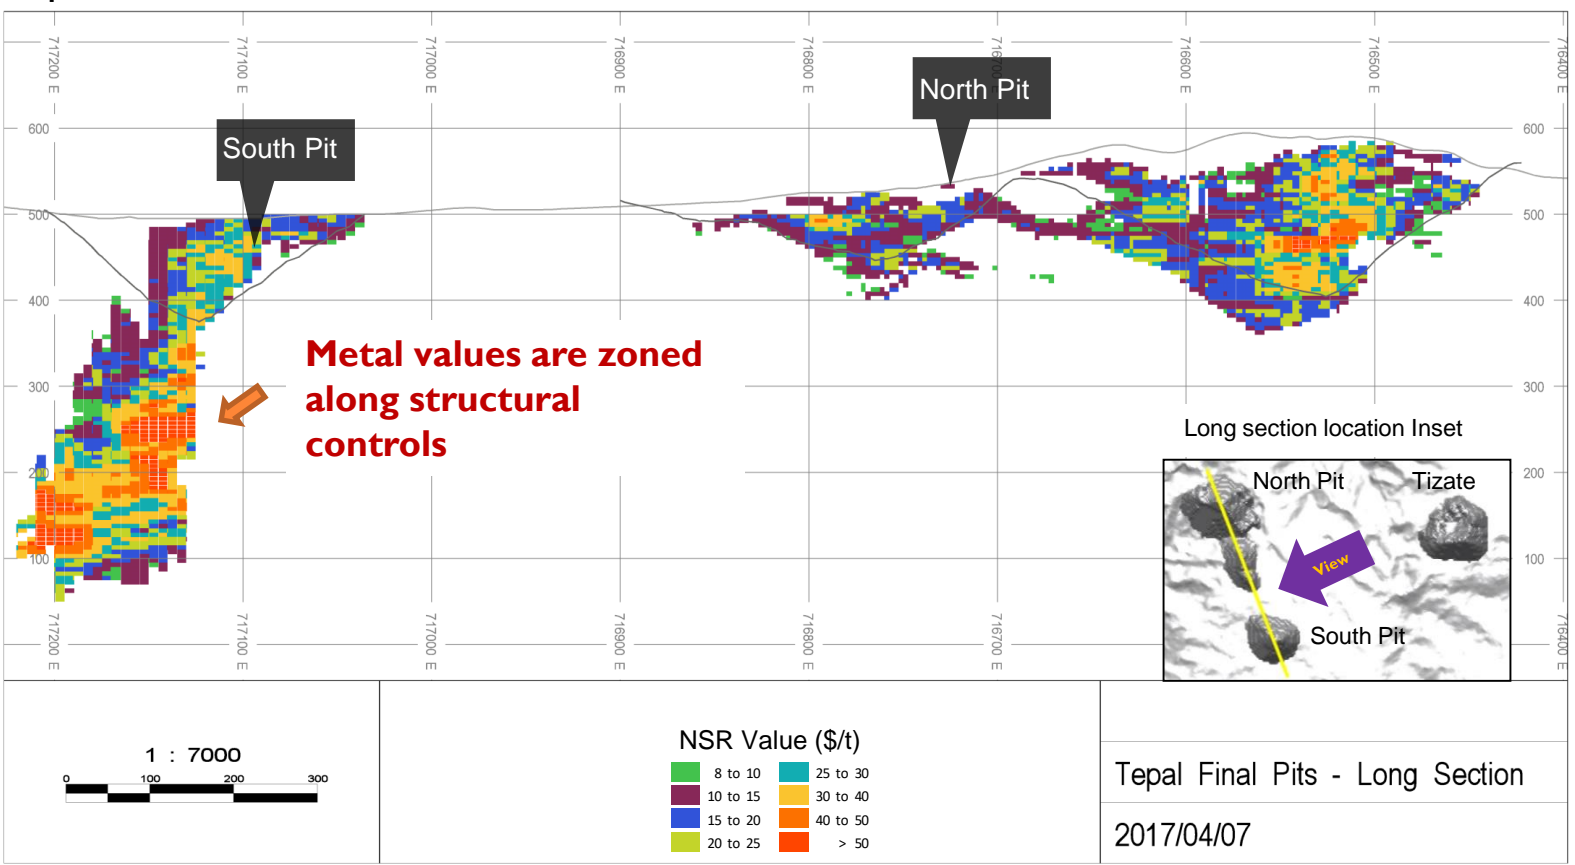 717200 E
717100 E
717000 E
716900 E
716800 E
716700 E
716600 E
716500 E
716400 E
North Pit
South Pit
600
600
500
500
400
400
300
300
200
200
100
100
Metal values are zoned
along structural
controls
Long section location Inset
North Pit
Tizate
View
South Pit
717200 E
717100 E
717000 E
716900 E
716800 E
716700 E
716600 E
716400 E
1 : 7000
0 100 200 300
NSR Value ($/t)
8 to 10 25 to 30
10 to 15 30 to 40
15 to 20 40 to 50
20 to 25 > 50
Tepal Final Pits - Long Section
2017/04/07